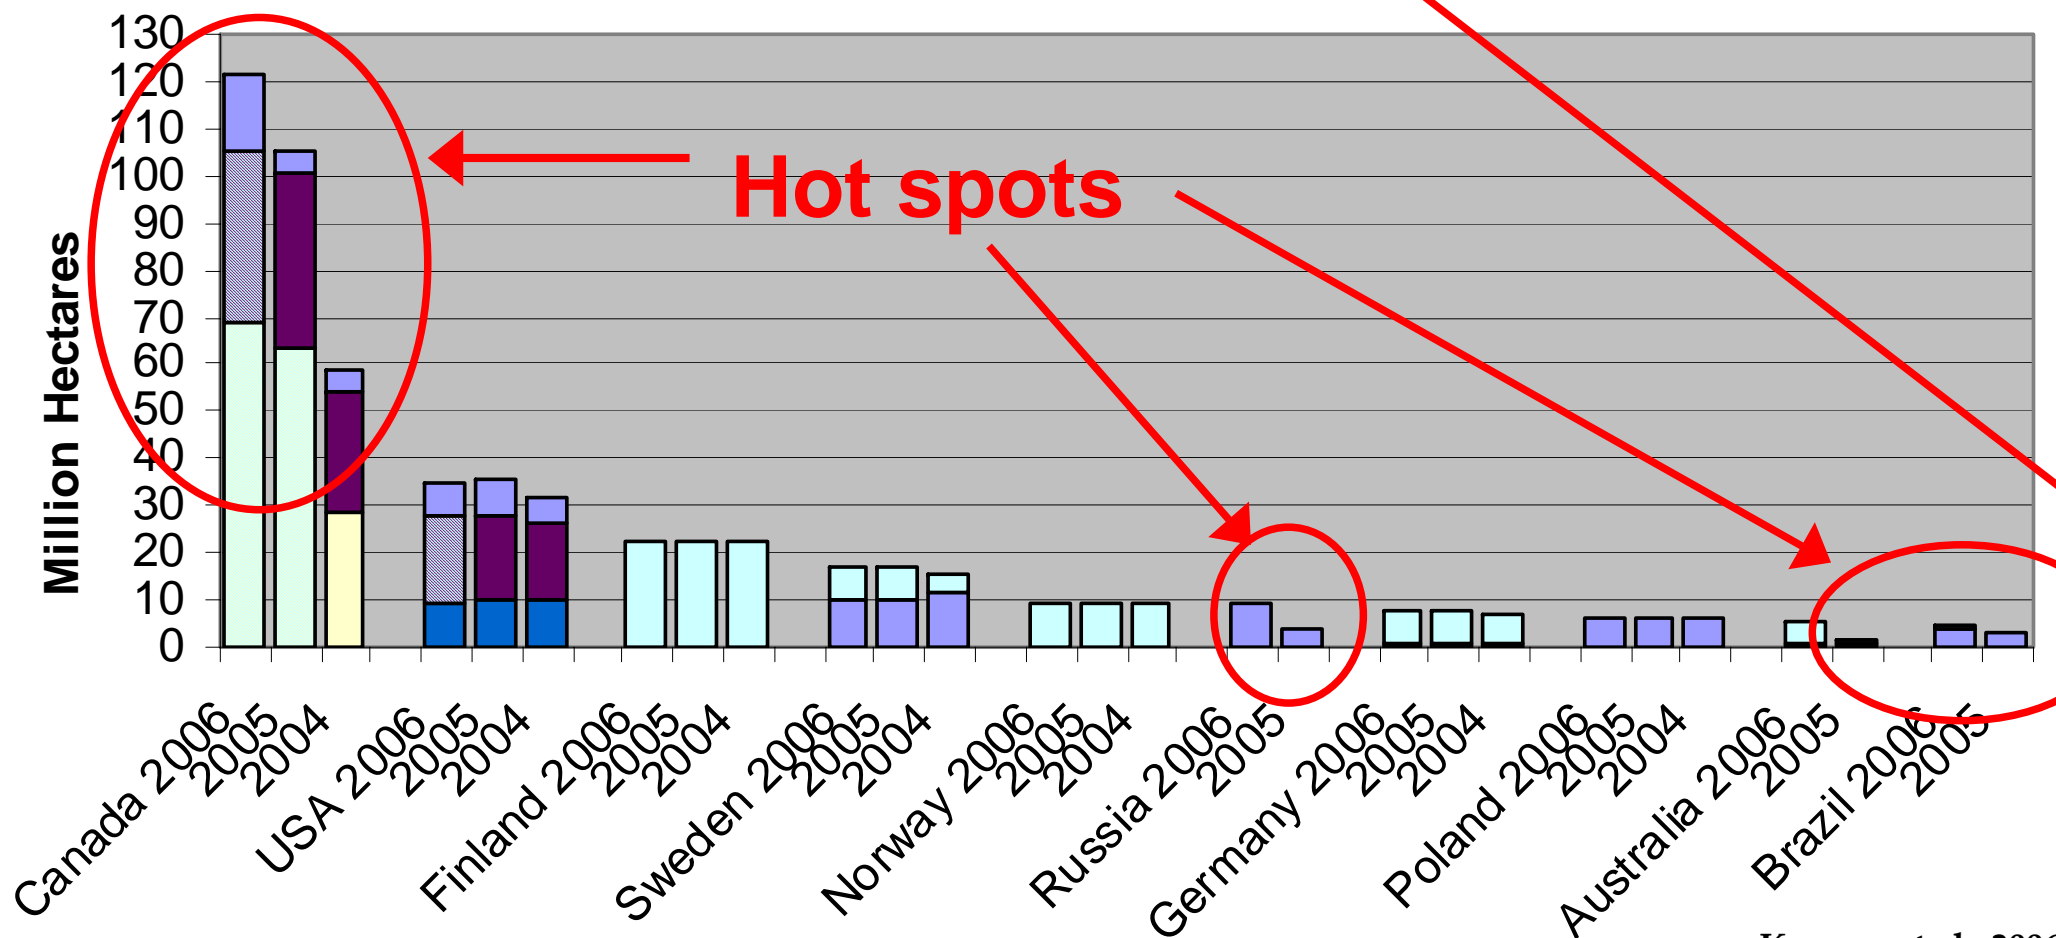 130
120
110
100
90
80
70
60
50
40
30
20
10
0
Million Hectares
Hot spots
Canada 2006
2005
2004
USA 2006
2005
2004
Finland 2006
2005
2004
Sweden 2006
2005
2004
Norway 2006
2005
2004
Russia 2006
2005
Germany 2006
2005
2004
Poland 2006
2005
2004
Australia 2006
2005
Brazil 2006
2005